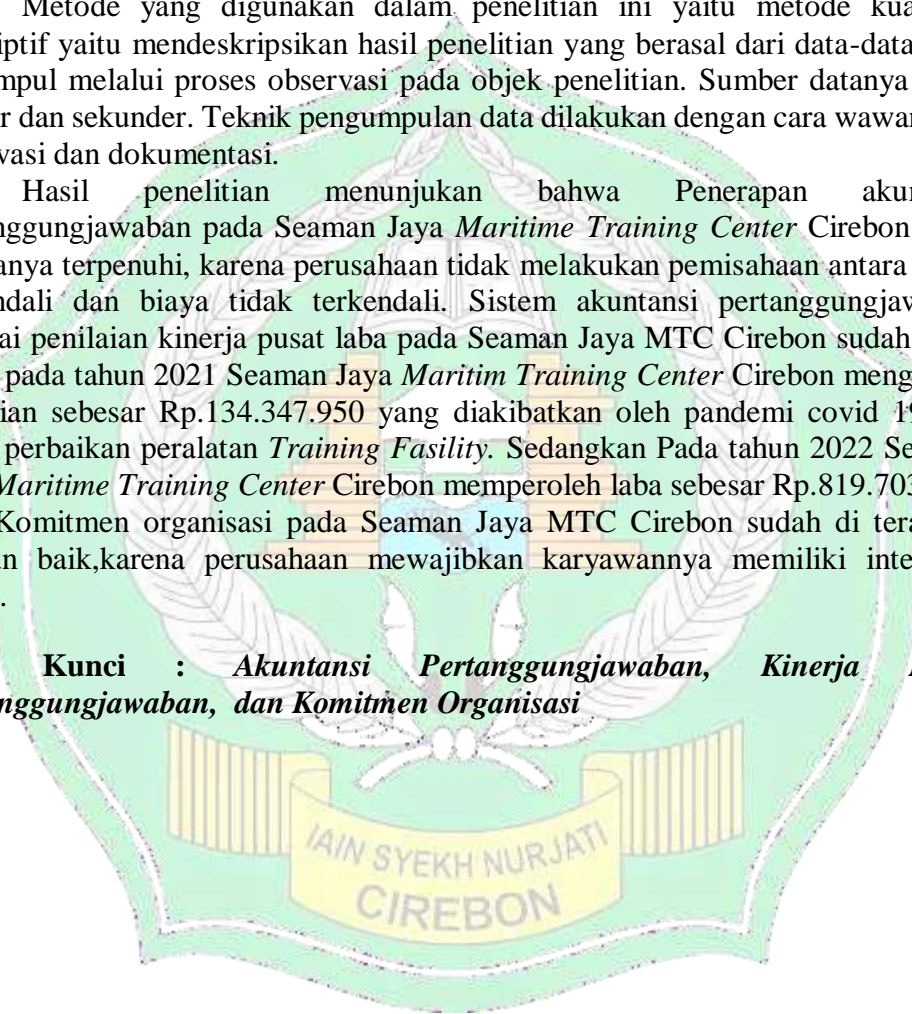 Metode yang digunakan dalam penelitian ini yaitu metode kua
iptif yaitu mendeskripsikan hasil penelitian yang berasal dari data-data
mpul melalui proses observasi pada objek penelitian. Sumber datanya
r dan sekunder. Teknik pengumpulan data dilakukan dengan cara wawar
vasi dan dokumentasi.
Hasil penelitian menunjukan bahwa Penerapan aku
nggungjawaban pada Seaman Jaya Maritime Training Center Cirebon
anya terpenuhi, karena perusahaan tidak melakukan pemisahaan antara
ndali dan biaya tidak terkendali. Sistem akuntansi pertanggungjaw
ai penilaian kinerja pusat laba pada Seaman Jaya MTC Cirebon sudah
pada tahun 2021 Seaman Jaya Maritim Training Center Cirebon meng
ian sebesar Rp.134.347.950 yang diakibatkan oleh pandemi covid 19
perbaikan peralatan Training Fasility. Sedangkan Pada tahun 2022 Se
Maritime Training Center Cirebon memperoleh laba sebesar Rp.819.703
Komitmen organisasi pada Seaman Jaya MTC Cirebon sudah di tera
an baik,karena perusahaan mewajibkan karyawannya memiliki inte
.
Kunci : Akuntansi Pertanggungjawaban, Kinerja
nggungjawaban, dan Komitmen Organisasi
IAIN SYEKH NURJATI
CIREBON